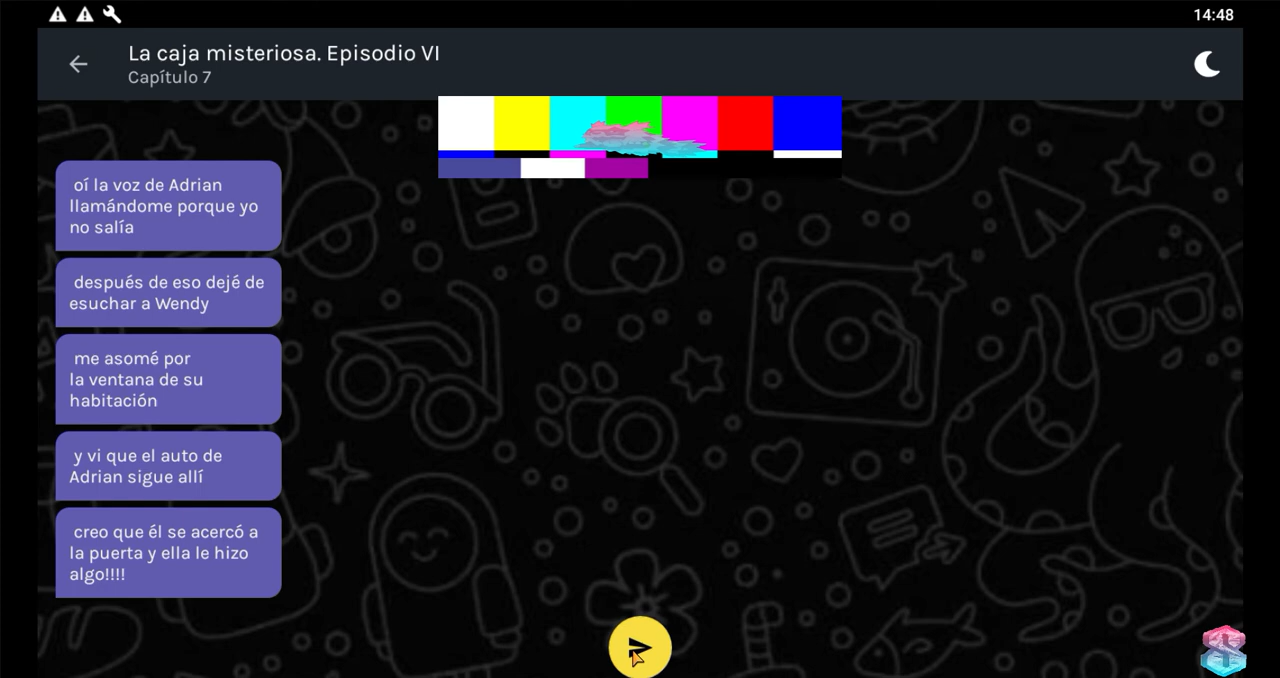 14:48
La caja misteriosa. Episodio VI
Capítulo 7
oí la voz de Adrian
llamándome porque yo
no salía
después de eso dejé de
esuchar a Wendy
me asomé por
la ventana de su
habitación
y vi que el auto de
Adrian sigue allí
creo que él se acercó a
la puerta y ella le hizo
algo!!!!